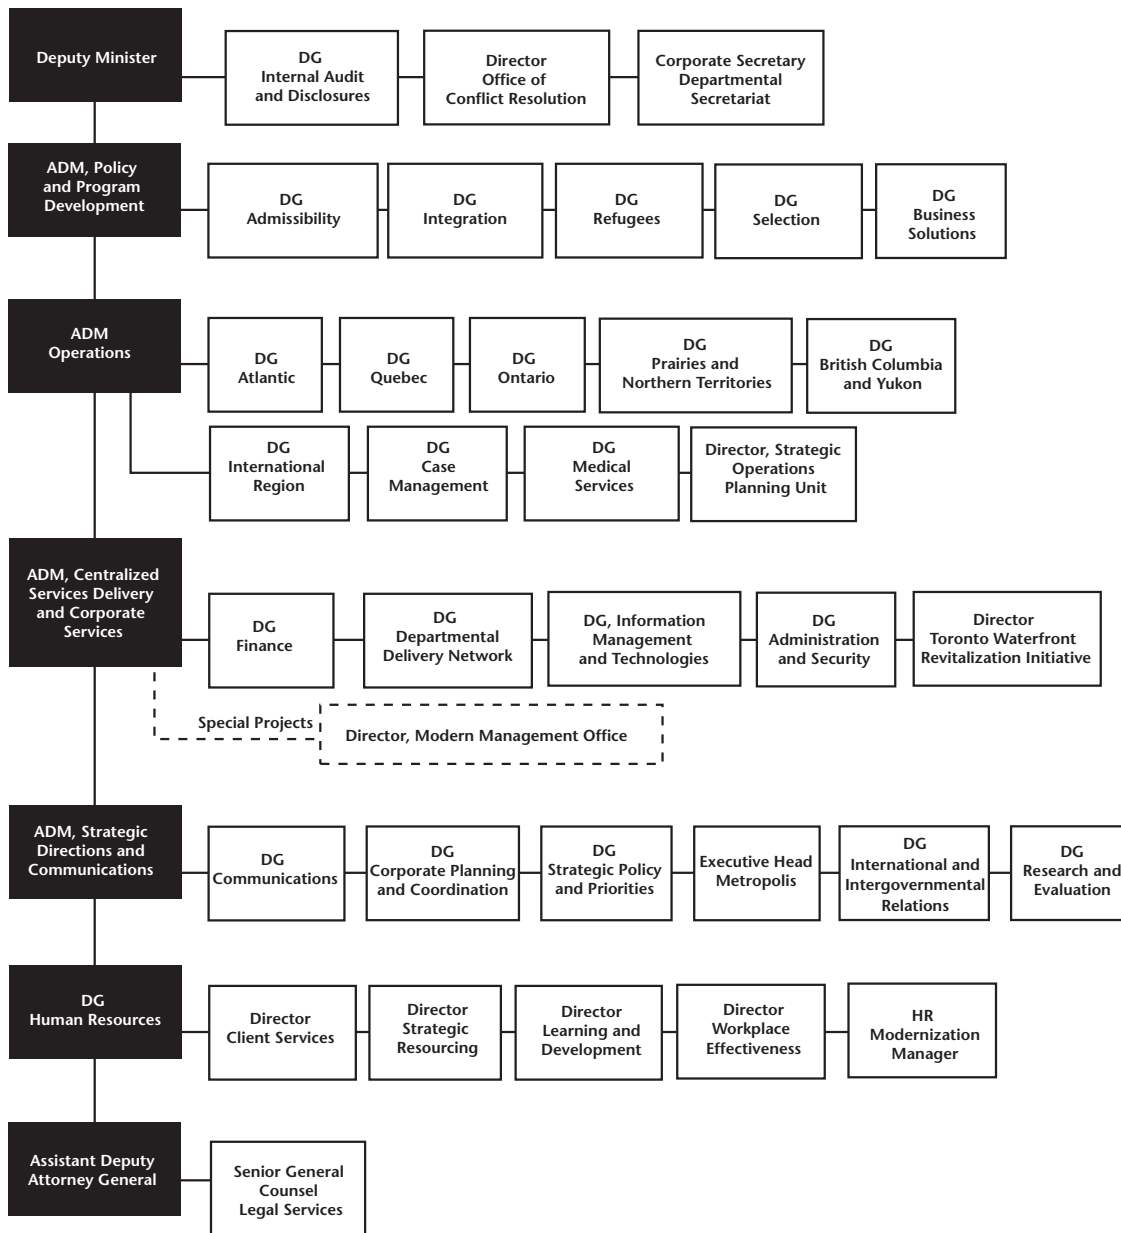 Deputy Minister
DG
Internal Audit
and Disclosures
Director
Office of
Conflict Resolution
Corporate Secretary
Departmental
Secretariat
ADM, Policy
and Program
Development
DG
Admissibility
DG
Integration
DG
Refugees
DG
Selection
DG
Business
Solutions
ADM
Operations
DG
Atlantic
DG
Quebec
DG
Ontario
DG
Prairies and
Northern Territories
DG
British Columbia
and Yukon
DG
International
Region
DG
Case
Management
DG
Medical
Services
Director, Strategic
Operations
Planning Unit
ADM, Centralized
Services Delivery
and Corporate
Services
DG
Finance
DG
Departmental
Delivery Network
DG, Information
Management
and Technologies
DG
Administration
and Security
Director
Toronto Waterfront
Revitalization Initiative
Special Projects
Director, Modern Management Office
ADM, Strategic
Directions and
Communications
DG
Communications
DG
Corporate Planning
and Coordination
DG
Strategic Policy
and Priorities
Executive Head
Metropolis
DG
International and
Intergovernmental
Relations
DG
Research and
Evaluation
DG
Human Resources
Director
Client Services
Director
Strategic
Resourcing
Director
Learning and
Development
Director
Workplace
Effectiveness
HR
Modernization
Manager
Assistant Deputy
Attorney General
Senior General
Counsel
Legal Services